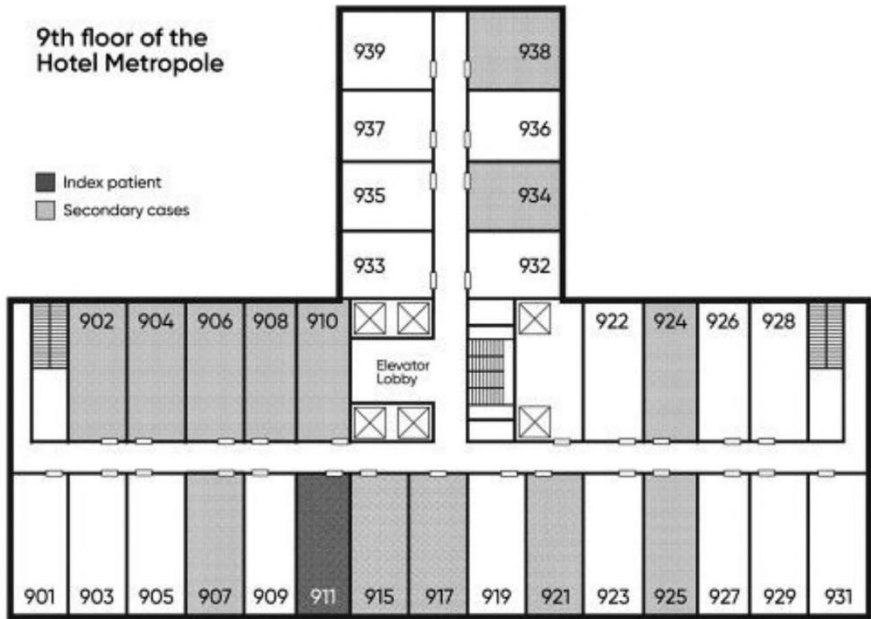 9th floor of the
Hotel Metropole
Index patient
Secondary cases
939 938
937 936
935 934
933 932
902 904 906 908 910 922 924 926 928
Elevator
Lobby
901 903 905 907 909 911 915 917 919 921 923 925 927 929 931